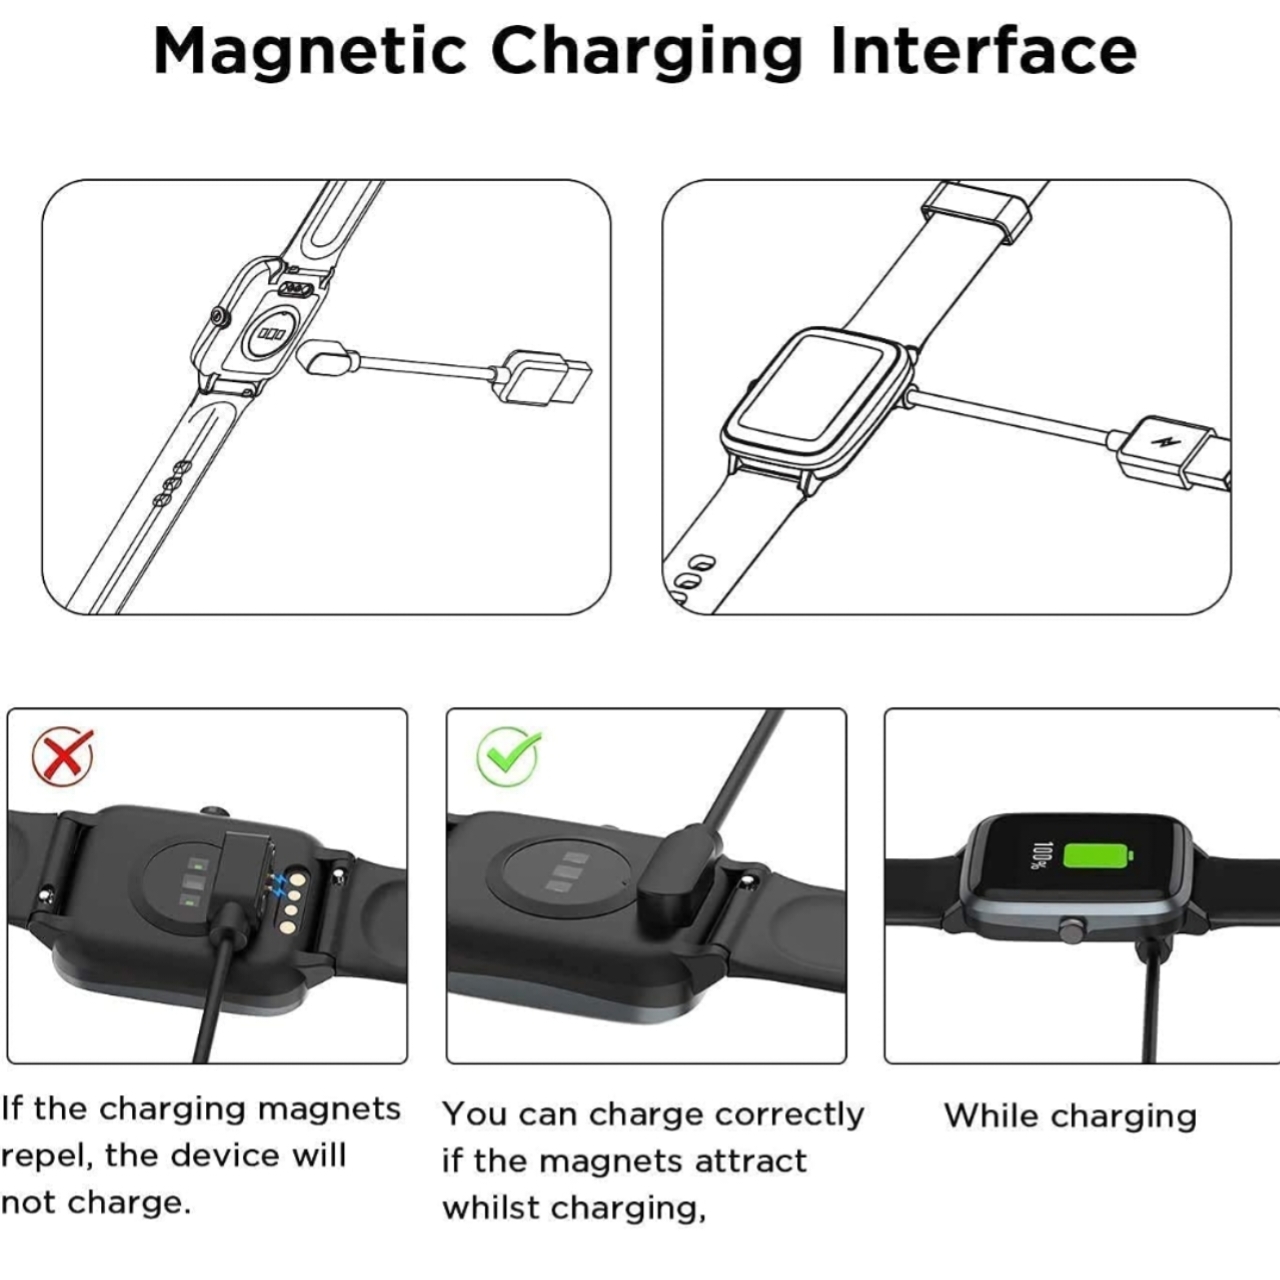 Magnetic Charging Interface
100%
If the charging magnets
repel, the device will
not charge.
You can charge correctly
if the magnets attract
whilst charging,
While charging